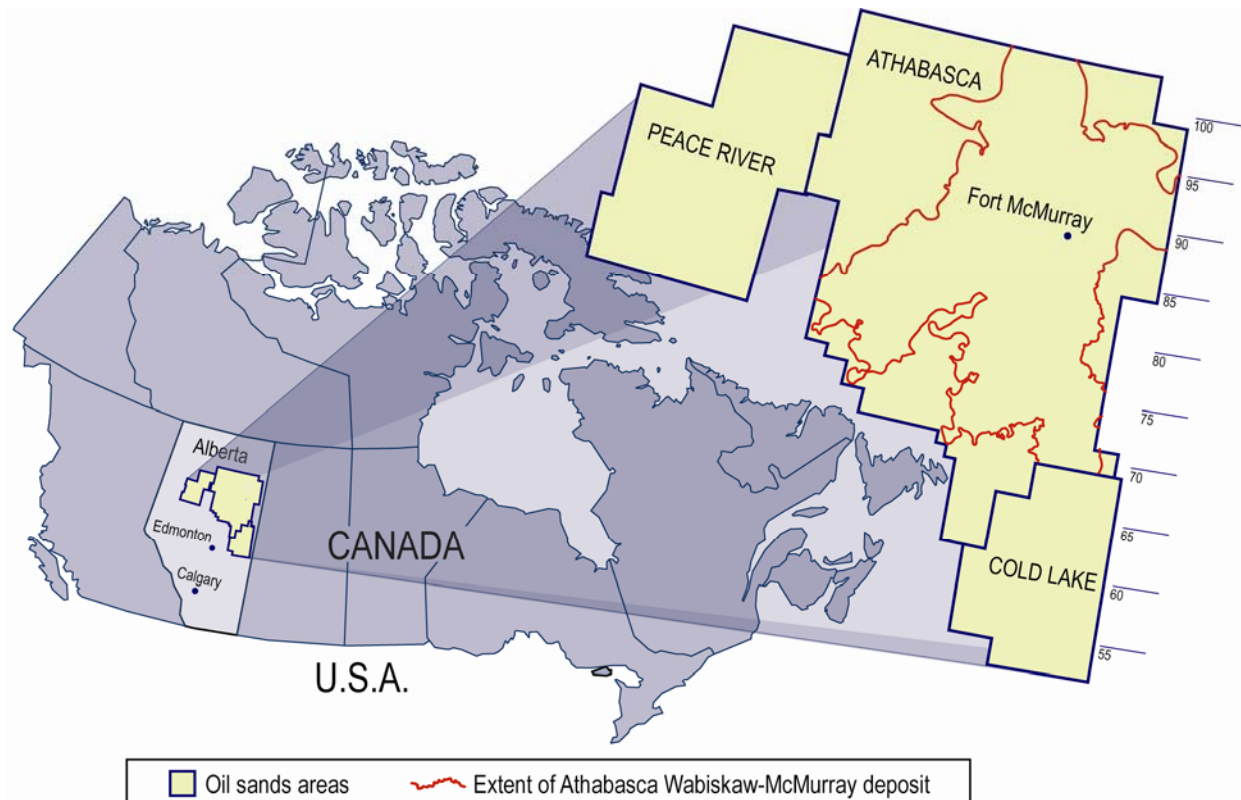 ATHABASCA
PEACE RIVER
Fort McMurray
100
95
90
85
80
75
70
65
60
55
COLD LAKE
Alberta
Edmonton
Calgary
CANADA
U.S.A.
Oil sands areas
Extent of Athabasca Wabiskaw-McMurray deposit